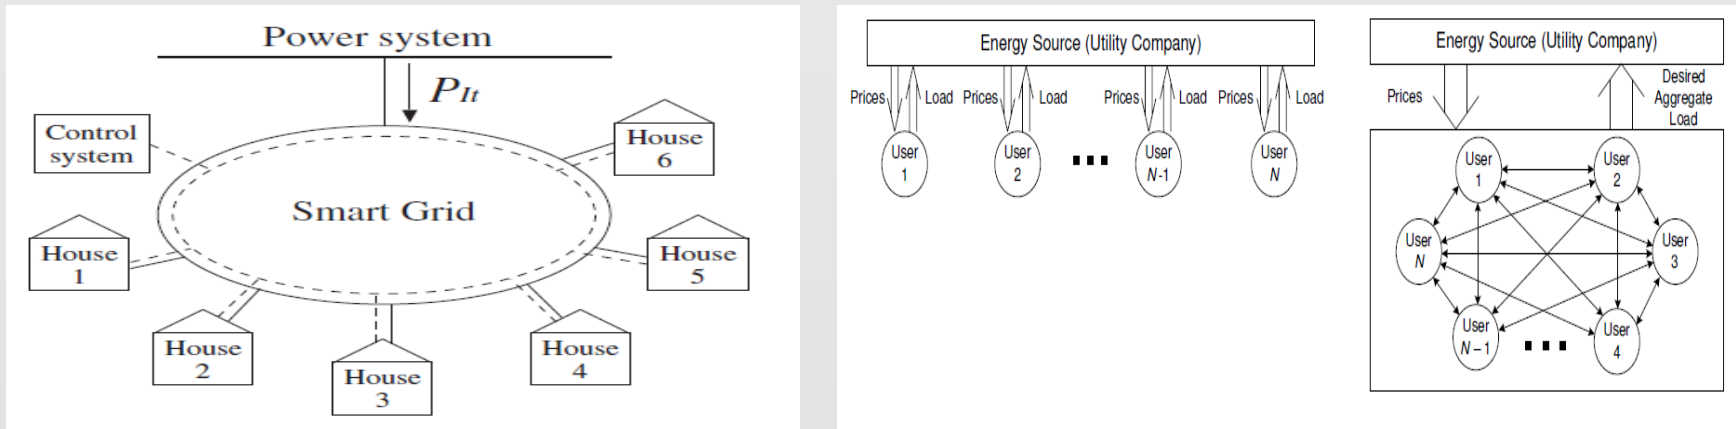 Power system
P_It
Control
system
House
6
Smart Grid
House
1
House
5
House
2
House
3
House
4
Energy Source (Utility Company)
Prices Load Prices Load Prices Load Prices Load
User
1
User
2
User
N-1
User
N
Energy Source (Utility Company)
Prices
Desired
Aggregate
Load
User
1
User
2
User
N
User
3
User
N – 1
User
4